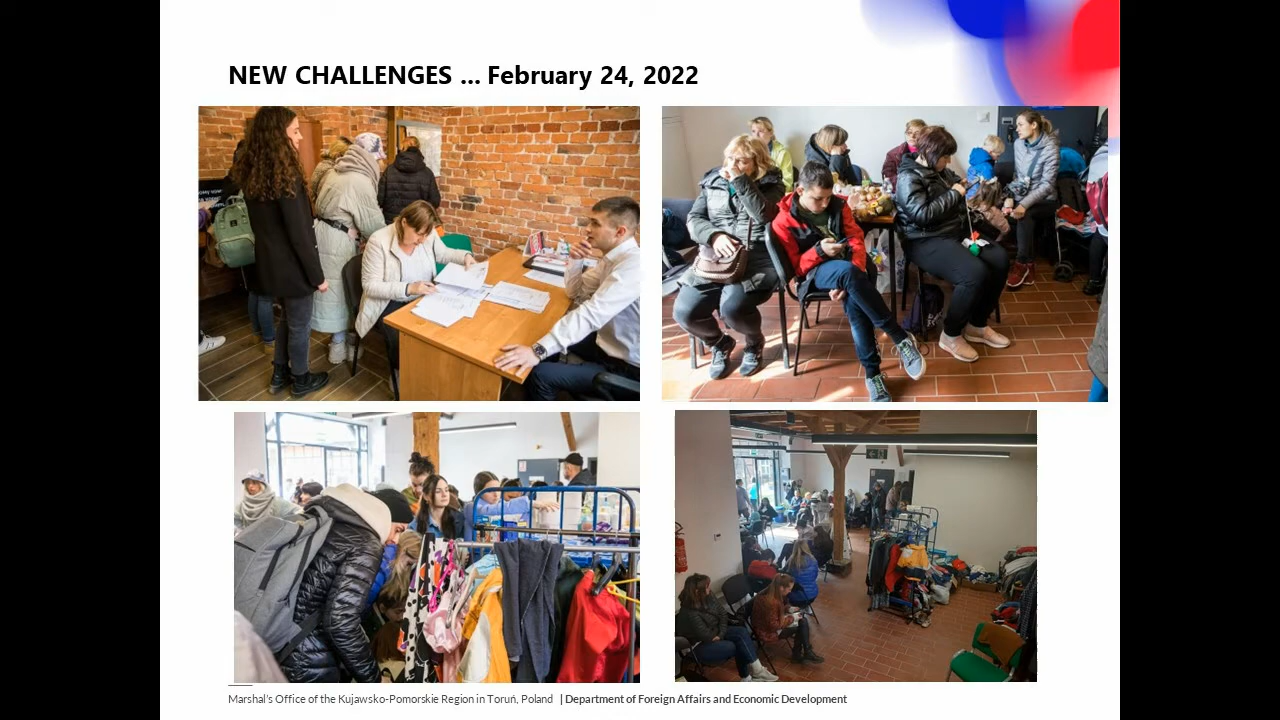 NEW CHALLENGES ... February 24, 2022
Marshal's Office of the Kujawsko-Pomorskie Region in Toruń, Poland | Department of Foreign Affairs and Economic Development